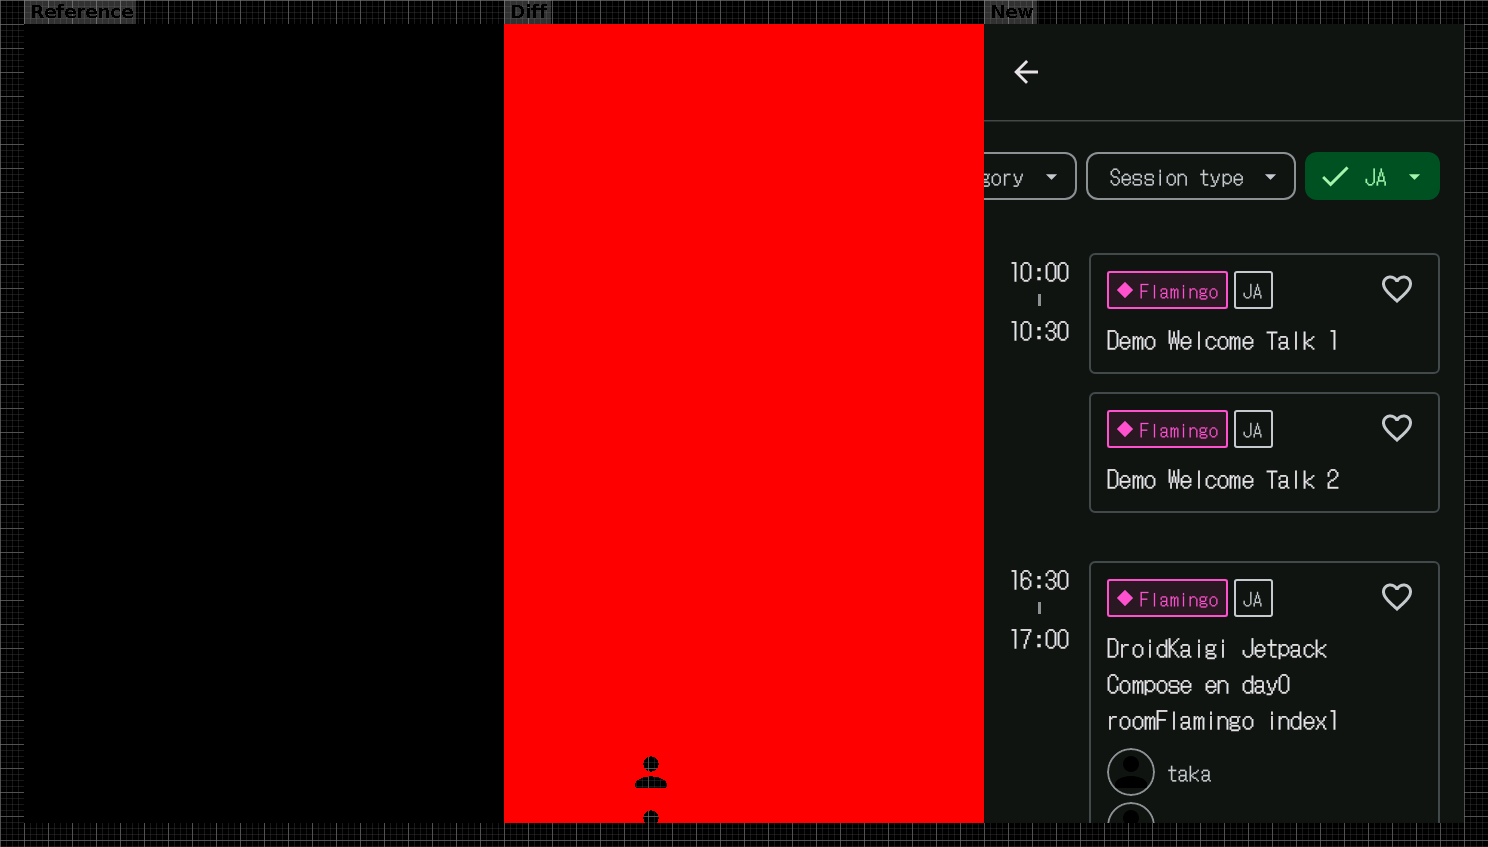 Reference
Diff
New
gory
Session type
JA
10:00
10:30
Flamingo JA
Demo Welcome Talk 1
Flamingo JA
Demo Welcome Talk 2
16:30
17:00
Flamingo JA
DroidKaigi Jetpack
Compose en day0
roomFlamingo index1
taka